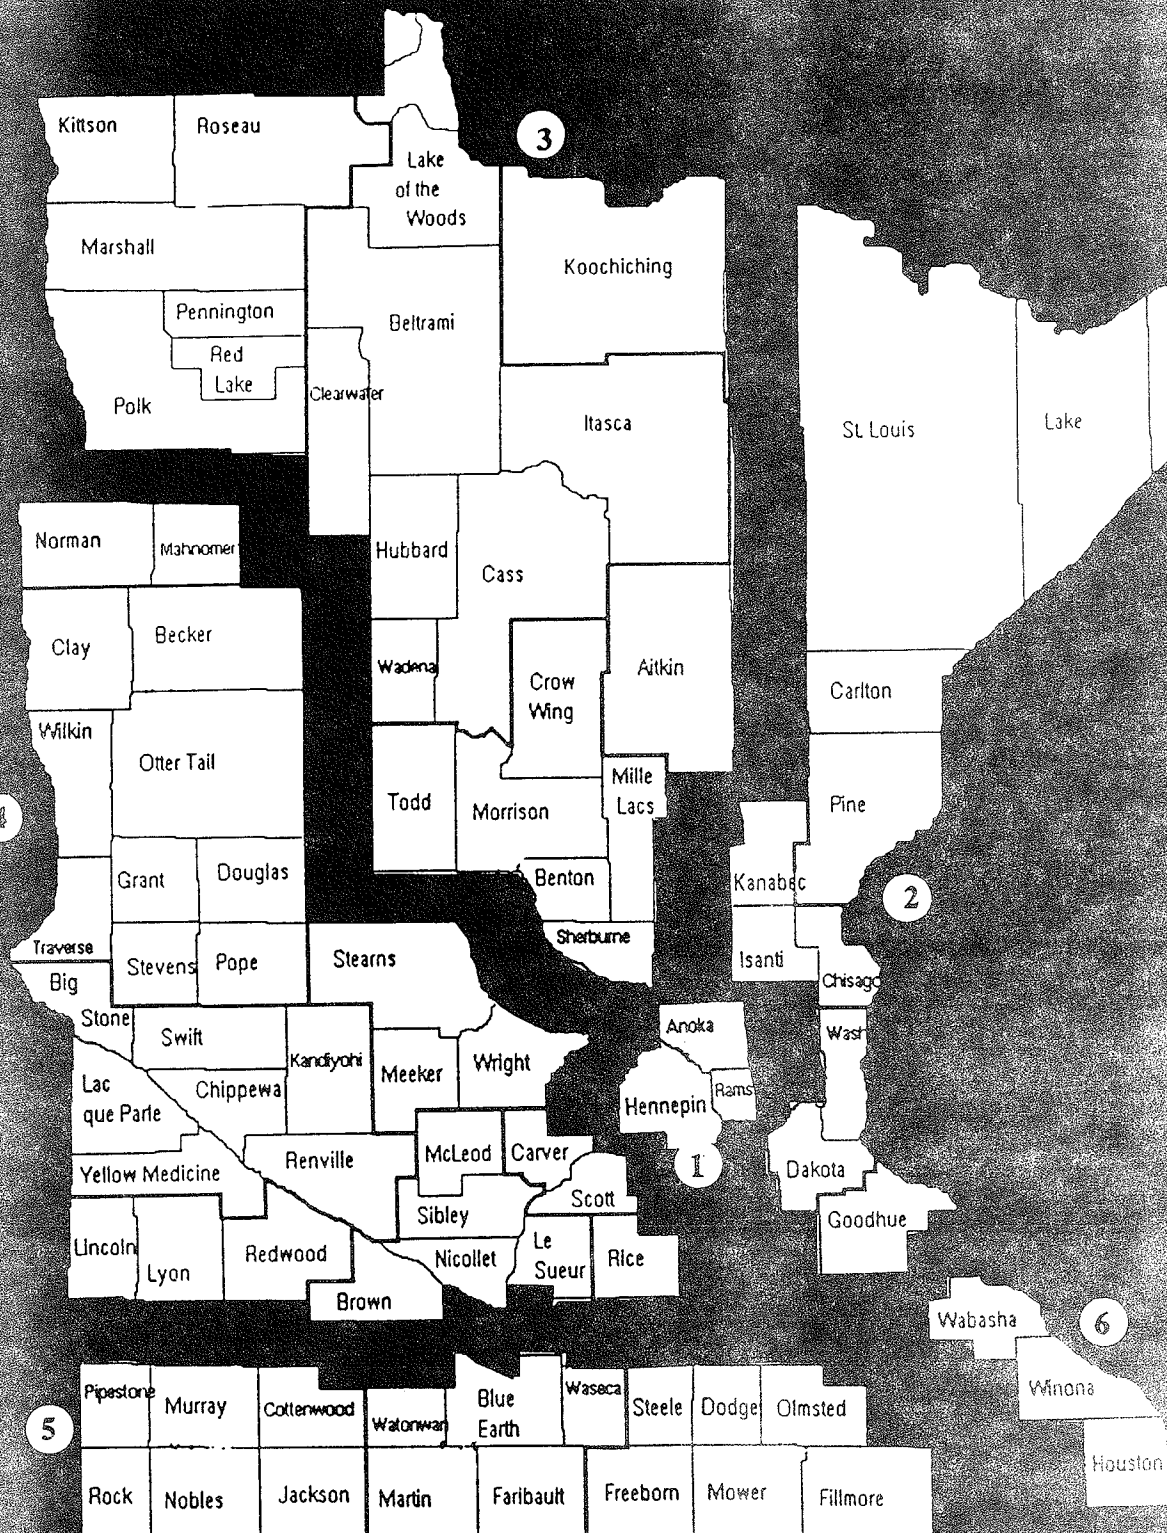 3
Kittson
Roseau
Lake
of the
Woods
Marshall
Koochiching
Pennington
Beltrami
Red
Lake
Clearwater
Polk
Itasca
St. Louis
Lake
Norman
Mahnomen
Hubbard
Cass
Clay
Becker
Wadena
Crow
Wing
Aitkin
Carlton
Wilkin
Otter Tail
Todd
Morrison
Mille
Lacs
Pine
4
Grant
Douglas
Benton
Kanabec
2
Traverse
Stevens
Pope
Stearns
Sherburne
Isanti
Chisago
Big
Stone
Swift
Kandiyohi
Meeker
Wright
Anoka
Wash
Lac
que Parle
Chippewa
Hennepin
Rams
1
Yellow Medicine
Renville
McLeod
Carver
Dakota
Scott
Sibley
Goodhue
Lincoln
Lyon
Redwood
Nicollet
Le
Sueur
Rice
Brown
Wabasha
6
Winona
5
Pipestone
Murray
Cottenwood
Watonwan
Blue
Earth
Waseca
Steele
Dodge
Olmsted
Houston
Rock
Nobles
Jackson
Martin
Faribault
Freeborn
Mower
Fillmore